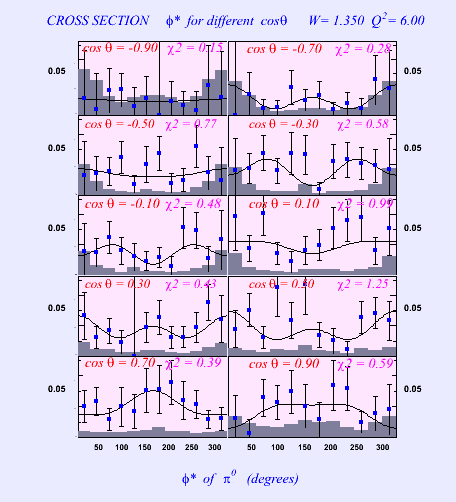 CROSS SECTION ϕ* for different cosθ W= 1.350 Q²= 6.00
cos θ = -0.90 χ2 = 0.15
cos θ = -0.70 χ2 = 0.28
0.05 0.05
cos θ = -0.50 χ2 = 0.77
cos θ = -0.30 χ2 = 0.58
0.05 0.05
cos θ = -0.10 χ2 = 0.48
cos θ = 0.10 χ2 = 0.99
0.05 0.05
cos θ = 0.30 χ2 = 0.43
cos θ = 0.50 χ2 = 1.25
0.05 0.05
cos θ = 0.70 χ2 = 0.39
cos θ = 0.90 χ2 = 0.59
0.05 0.05
50 100 150 200 250 300 50 100 150 200 250 300
ϕ* of π⁰ (degrees)